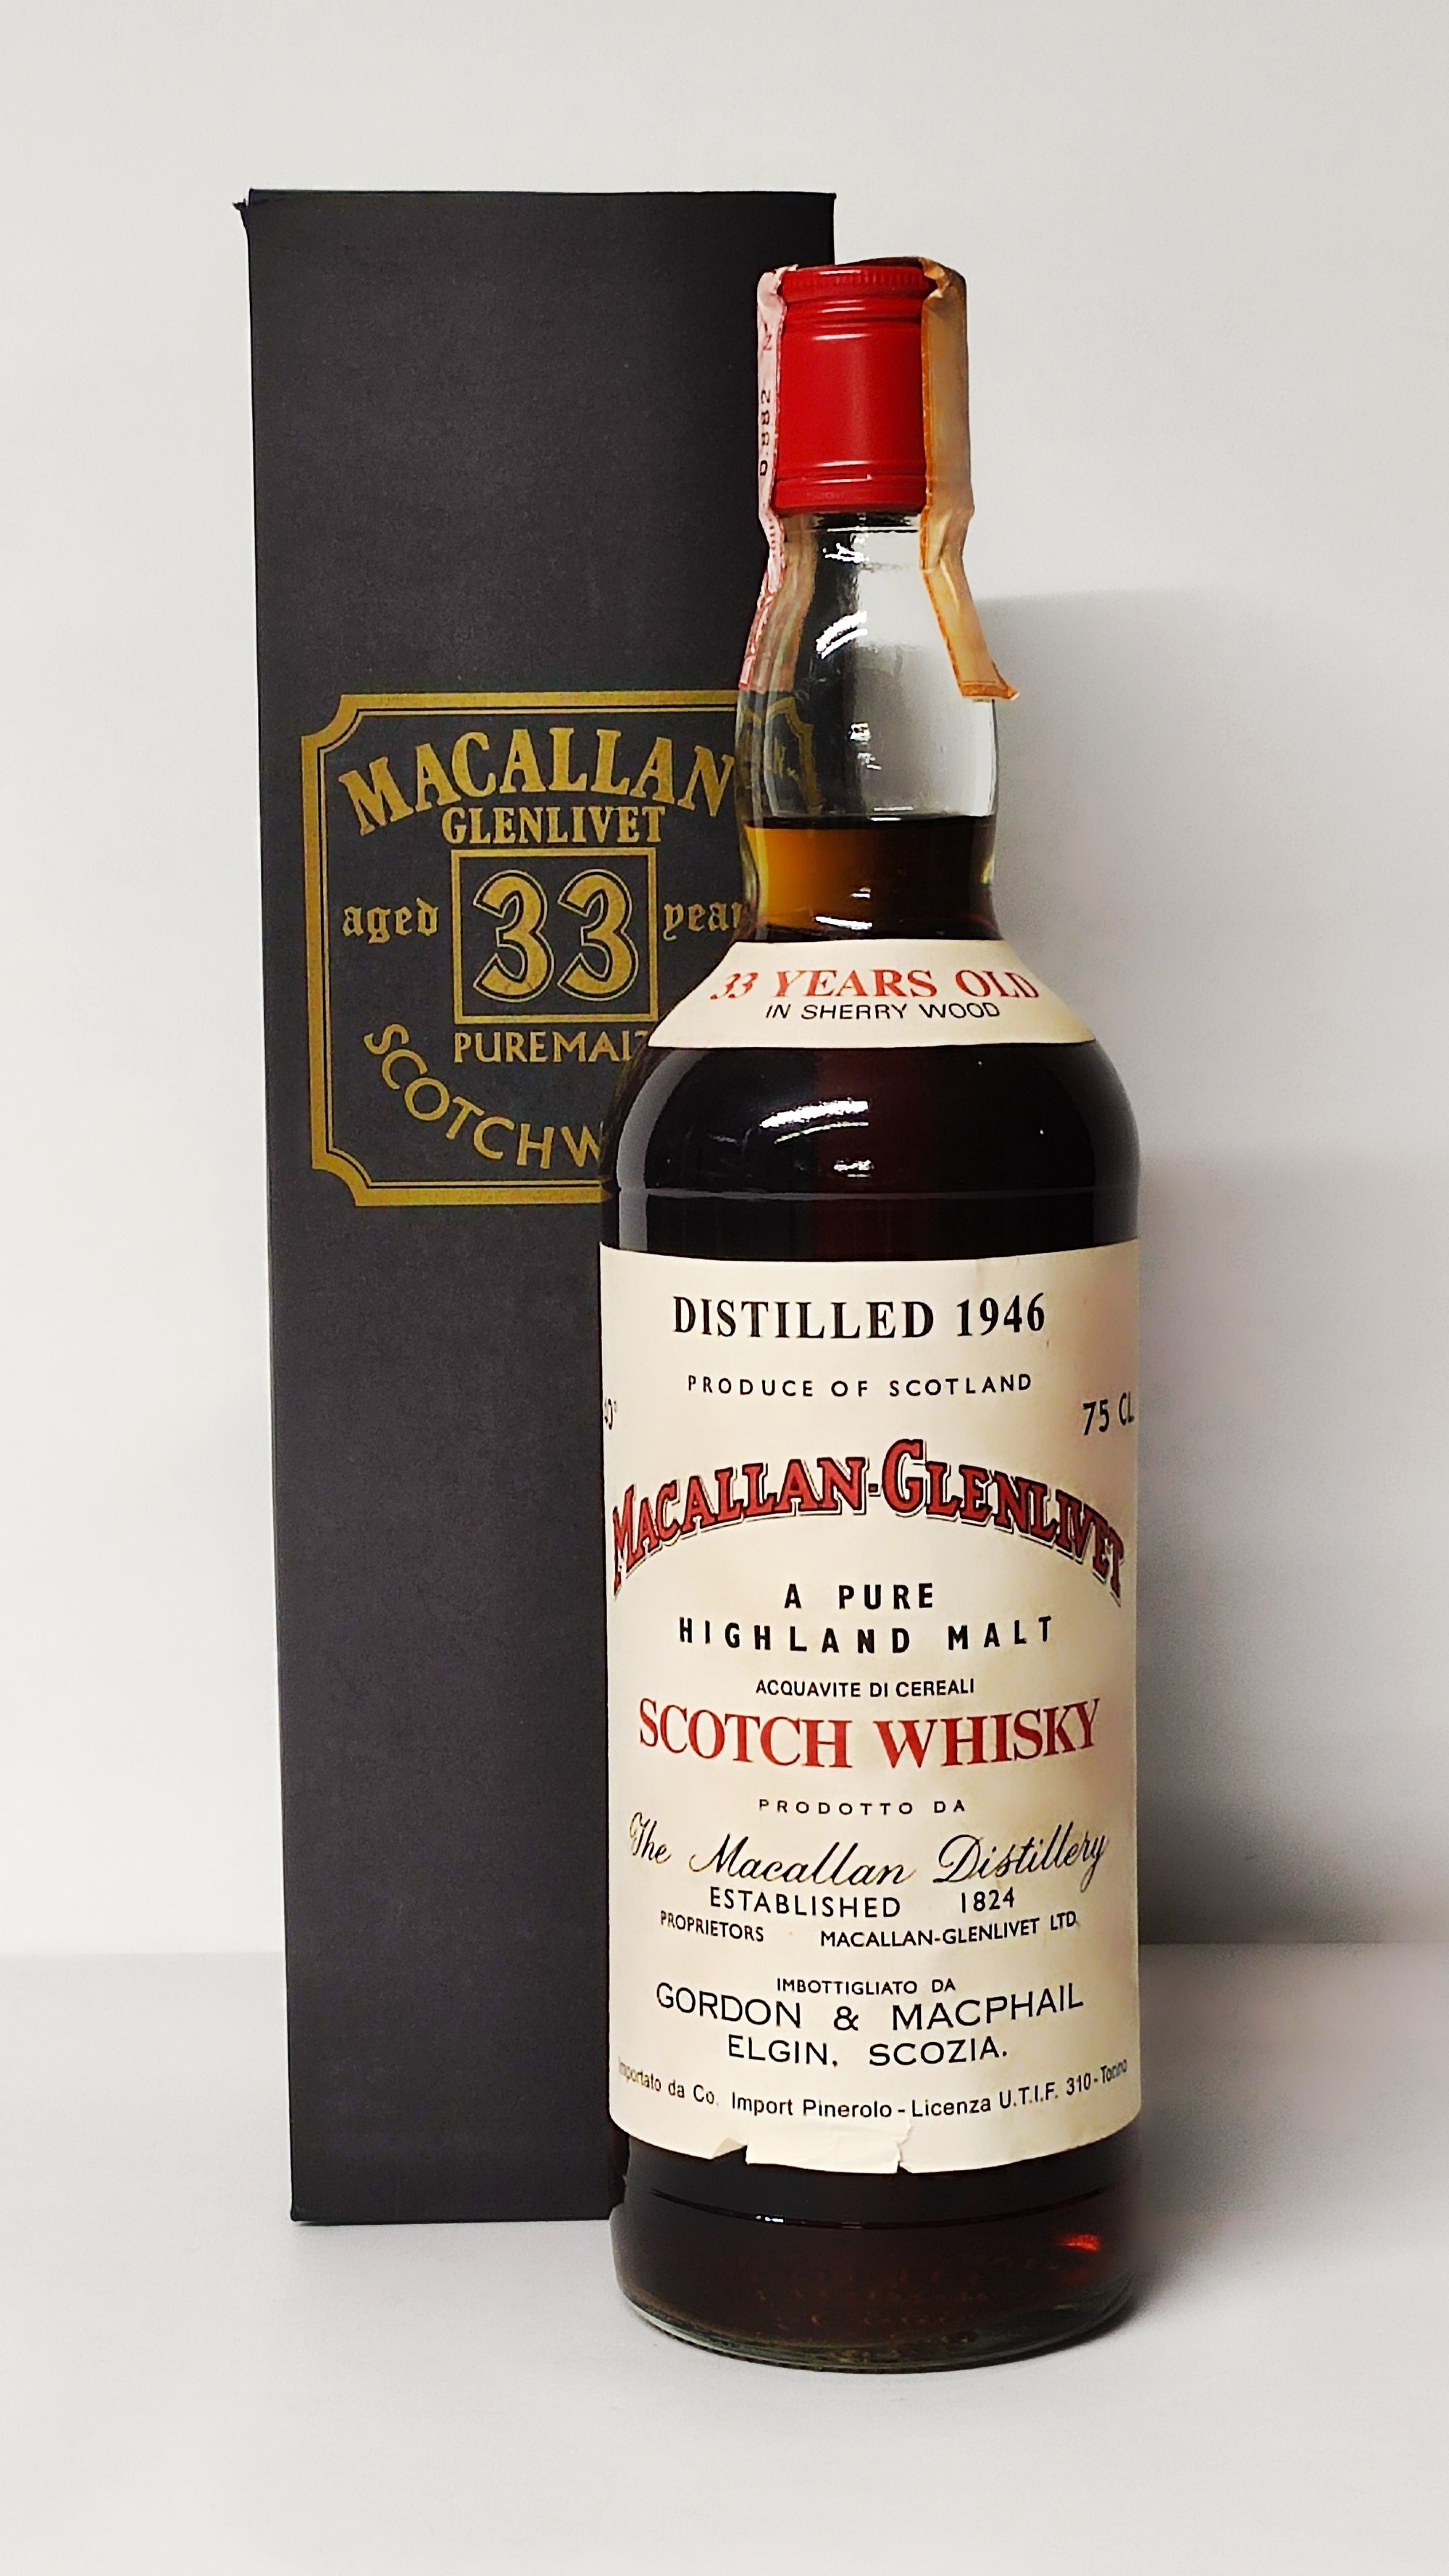 MACALLAN
GLENLIVET
aged 33
PURE
33 YEARS OLD
IN SHERRY WOOD
DISTILLED 1946
PRODUCE OF SCOTLAND
75 CL
MACALLAN-GLENLIVET
A PURE
HIGHLAND MALT
ACQUAVITE DI CEREALI
SCOTCH WHISKY
PRODOTTO DA
The Macallan Distillery
ESTABLISHED 1824
PROPRIETORS MACALLAN-GLENLIVET LTD.
IMBOTTIGLIATO DA
GORDON & MACPHAIL
ELGIN, SCOZIA.
Importato da Co. Import Pinerolo - Licenza U.T.I.F. 310 - Torino